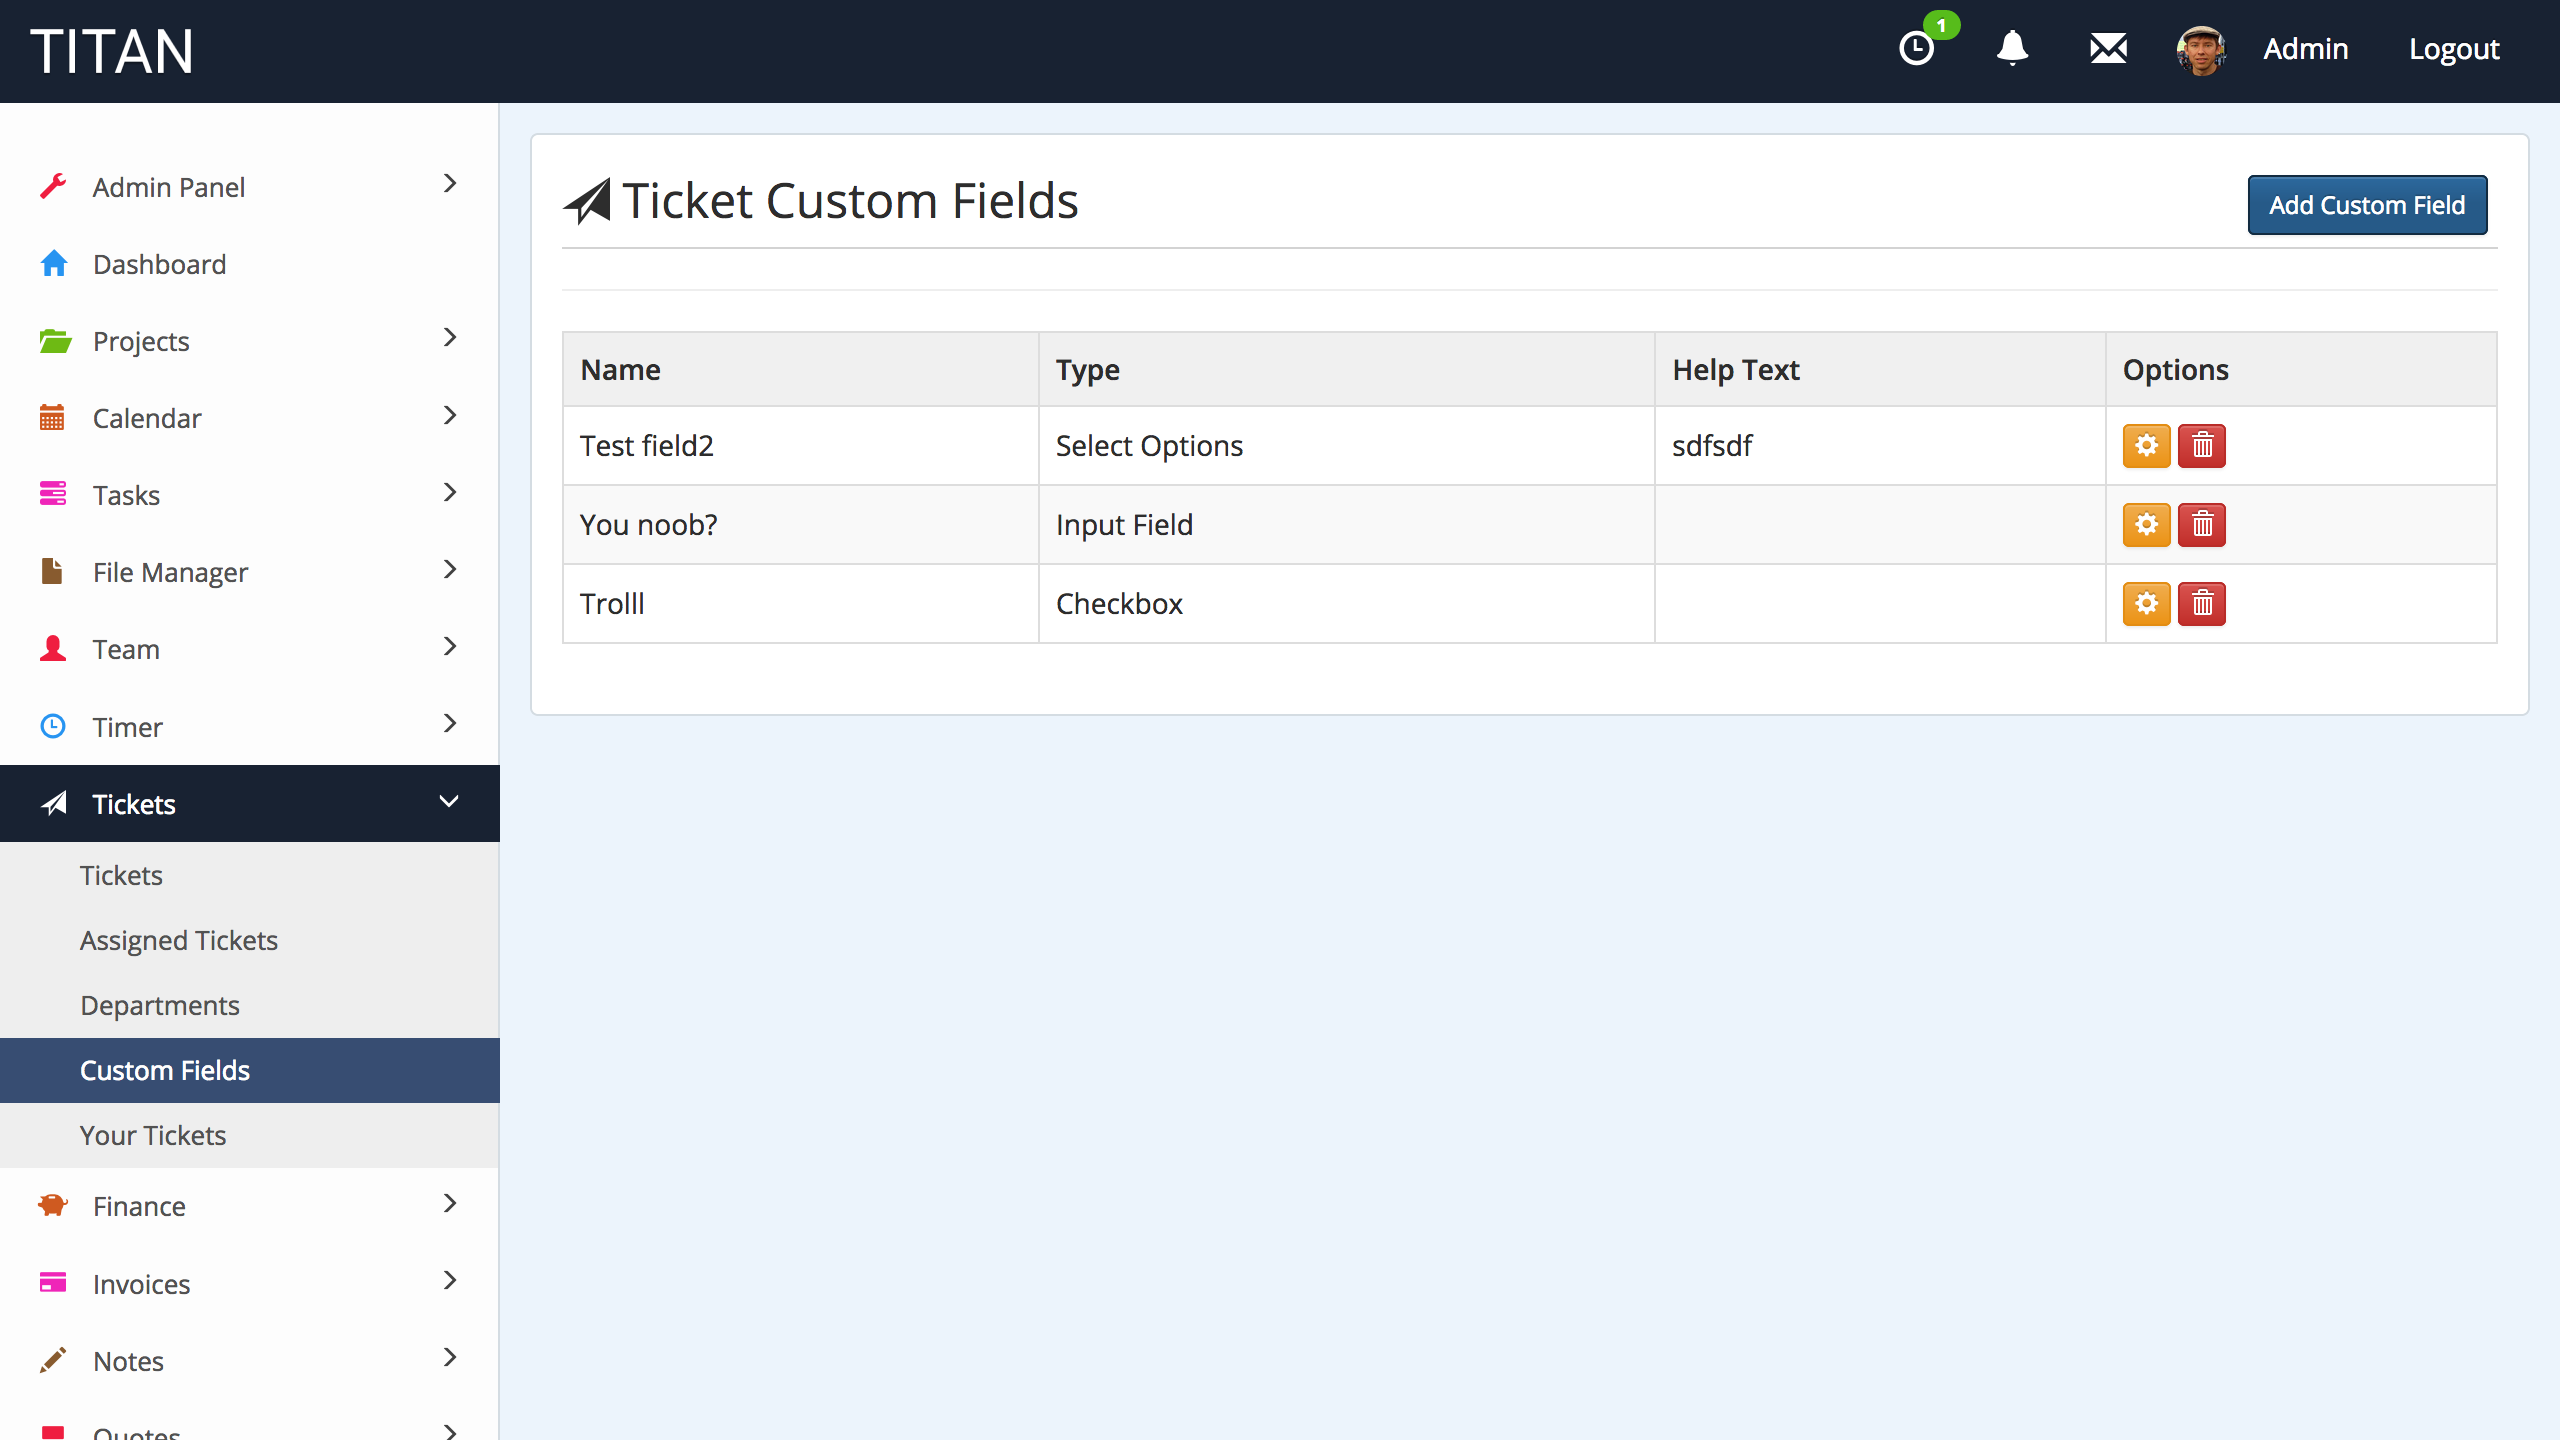 TITAN
1
Admin
Logout
Admin Panel
Dashboard
Projects
Calendar
Tasks
File Manager
Team
Timer
Tickets
Tickets
Assigned Tickets
Departments
Custom Fields
Your Tickets
Finance
Invoices
Notes
Quotes
Ticket Custom Fields
Add Custom Field
Name Type Help Text Options
Test field2 Select Options sdfsdf
You noob? Input Field
Trolll Checkbox